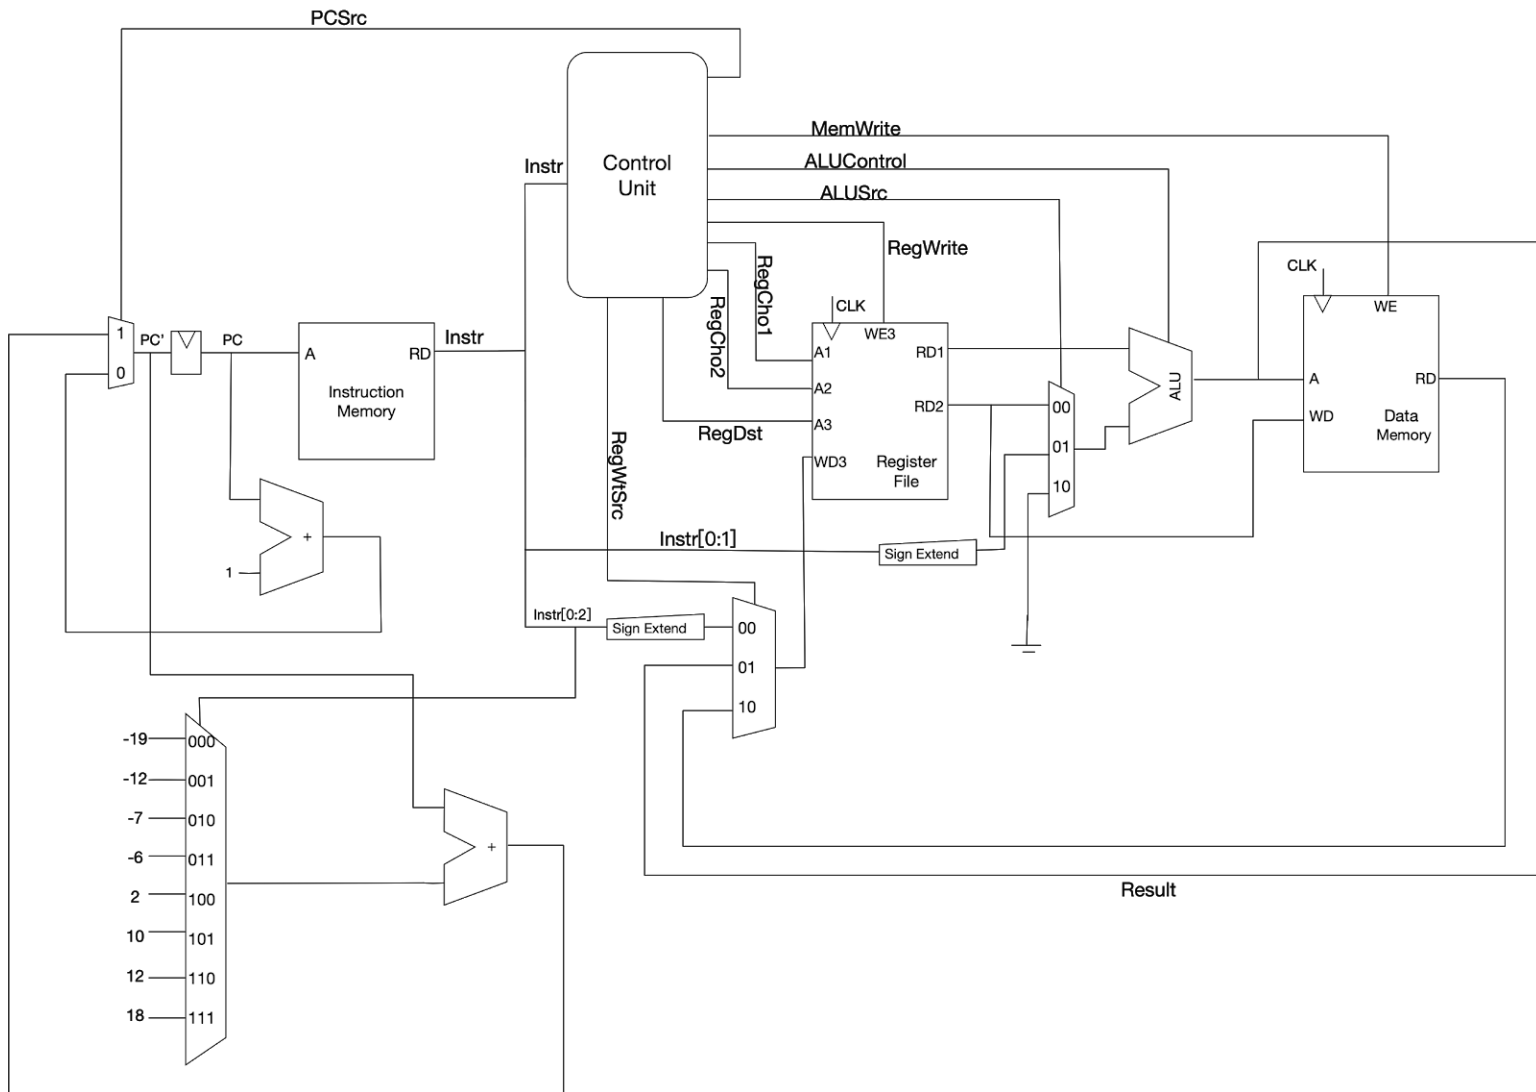 PCSrc
MemWrite
ALUControl
ALUSrc
Instr
Control
Unit
RegWrite
RegCho1
RegCho2
CLK
CLK
WE
WE3
1
PC'
PC
Instr
0
A
RD
Instruction
Memory
A1
RD1
A2
RD2
A3
RegDst
WD3
Register
File
ALU
00
01
10
A
RD
WD
Data
Memory
RegWtSrc
+
1
Instr[0:1]
Sign Extend
Instr[0:2]
Sign Extend
00
01
10
-19
000
-12
001
-7
010
-6
011
2
100
10
101
12
110
18
111
+
Result